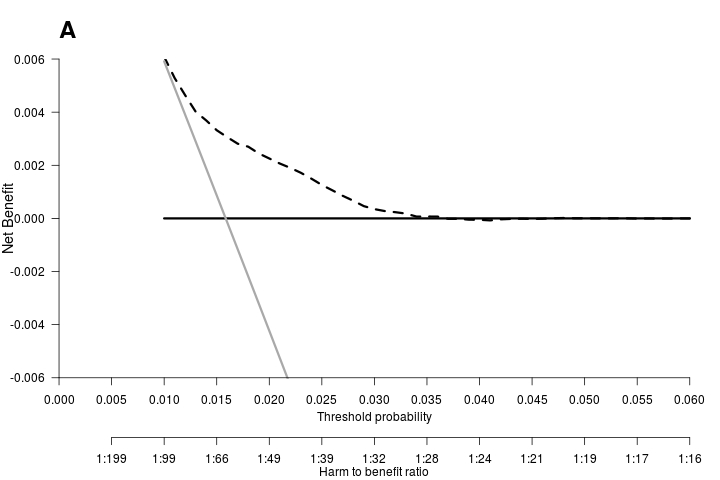 A
0.006
0.004
0.002
0.000
-0.002
-0.004
-0.006
Net Benefit
0.000 0.005 0.010 0.015 0.020 0.025 0.030 0.035 0.040 0.045 0.050 0.055 0.060
Threshold probability
1:199 1:99 1:66 1:49 1:39 1:32 1:28 1:24 1:21 1:19 1:17 1:16
Harm to benefit ratio